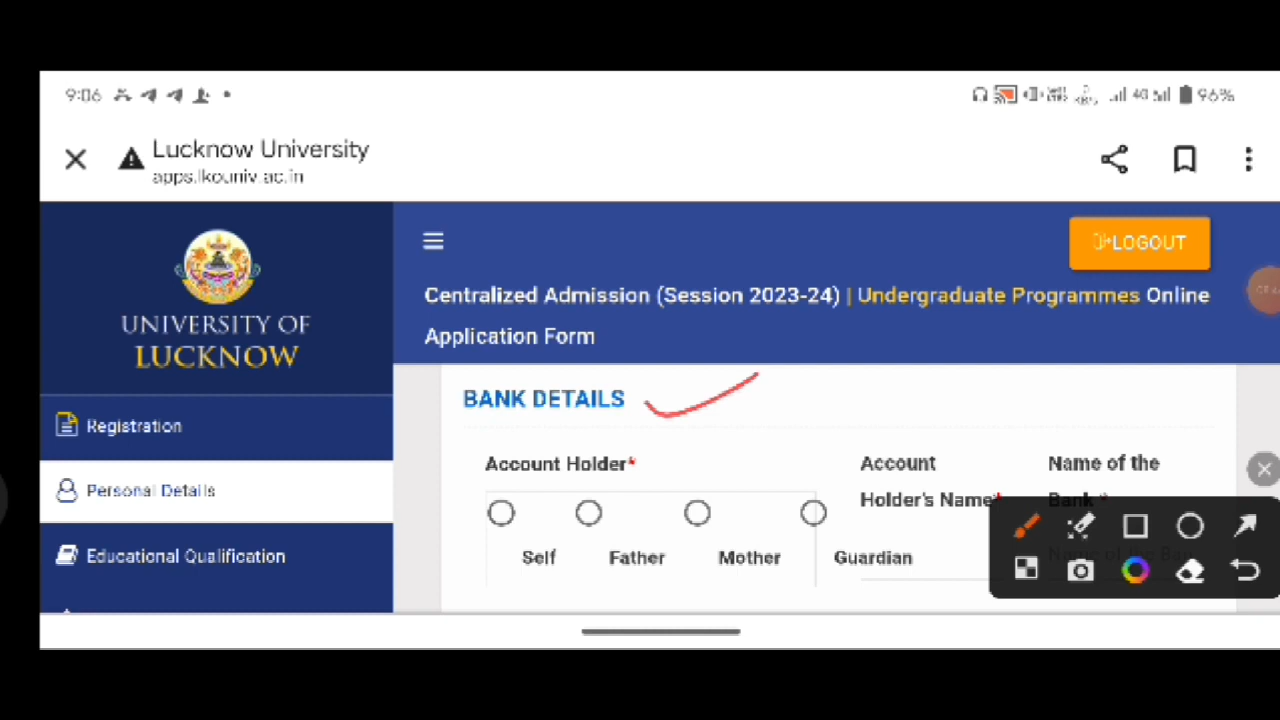 9:06
4G
96%
Lucknow University
apps.lkouniv.ac.in
UNIVERSITY OF
LUCKNOW
LOGOUT
Centralized Admission (Session 2023-24) | Undergraduate Programmes Online
Application Form
Registration
Personal Details
Educational Qualification
BANK DETAILS
Account Holder*
Self
Father
Mother
Guardian
Account
Holder's Name*
Name of the
Bank *